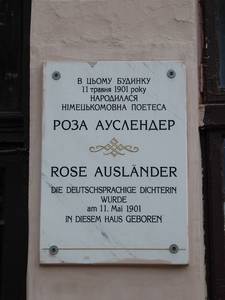 В ЦЬОМУ БУДИНКУ
11 травня 1901 року
НАРОДИЛАСЯ
НІМЕЦЬКОМОВНА ПОЕТЕСА
РОЗА АУСЛЕНДЕР
ROSE AUSLÄNDER
DIE DEUTSCHSPRACHIGE DICHTERIN
WURDE
am 11. Mai 1901
IN DIESEM HAUS GEBOREN